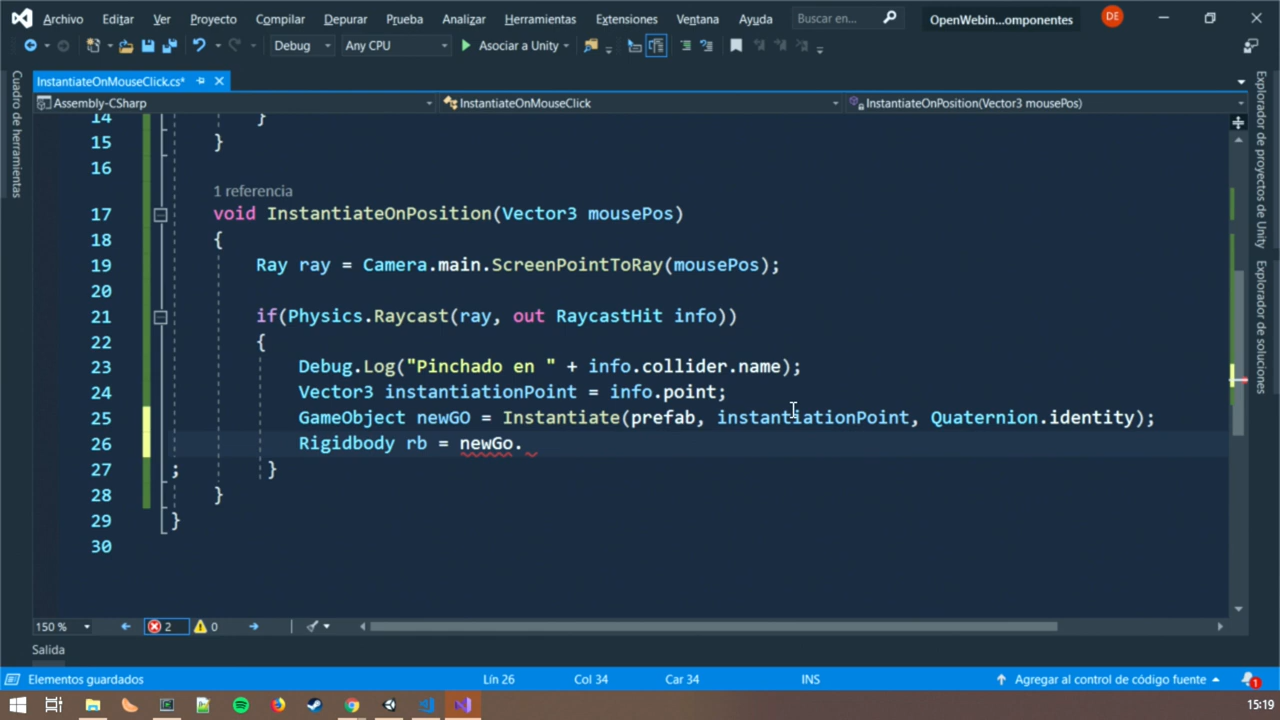 Archivo Editar Ver Proyecto Compilar Depurar Prueba Analizar Herramientas Extensiones Ventana Ayuda Buscar en... OpenWebin...omponentes DE
Debug Any CPU Asociar a Unity
InstantiateOnMouseClick.cs*
Assembly-CSharp InstantiateOnMouseClick InstantiateOnPosition(Vector3 mousePos)
Cuadro de herramientas
14 }
15 }
16
1 referencia
17 void InstantiateOnPosition(Vector3 mousePos)
18 {
19 Ray ray = Camera.main.ScreenPointToRay(mousePos);
20
21 if(Physics.Raycast(ray, out RaycastHit info))
22 {
23 Debug.Log("Pinchado en " + info.collider.name);
24 Vector3 instantiationPoint = info.point;
25 GameObject newGO = Instantiate(prefab, instantiationPoint, Quaternion.identity);
26 Rigidbody rb = newGo.
27 ; }
28 }
29 }
30
Explorador de proyectos de Unity
Explorador de soluciones
150 % 2 0
Salida
Elementos guardados Lín 26 Col 34 Car 34 INS Agregar al control de código fuente 1
15:19